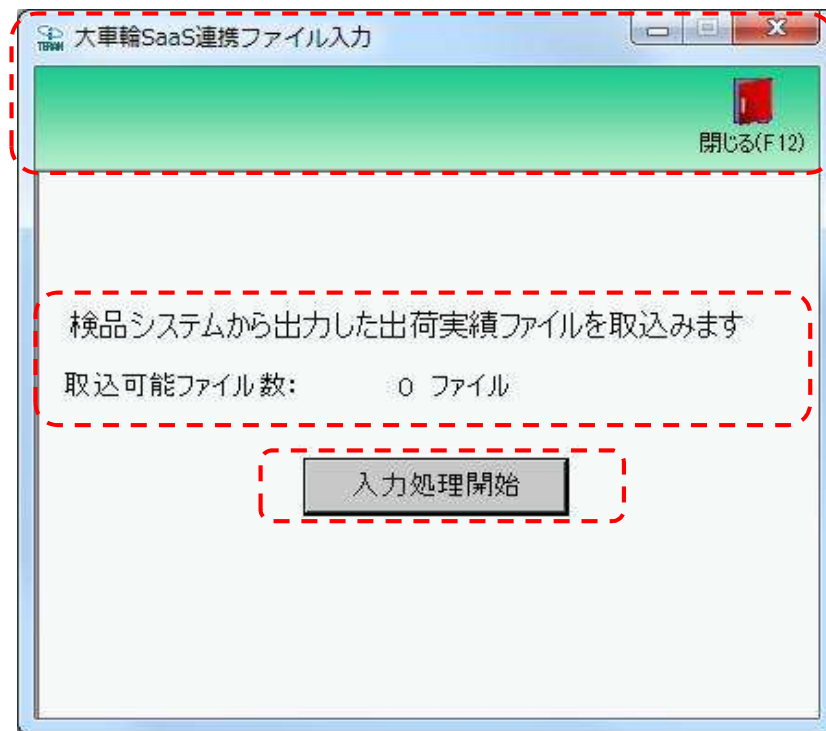 TERAN 大車輪SaaS連携ファイル入力
閉じる(F12)
検品システムから出力した出荷実績ファイルを取込みます
取込可能ファイル数: 0 ファイル
入力処理開始